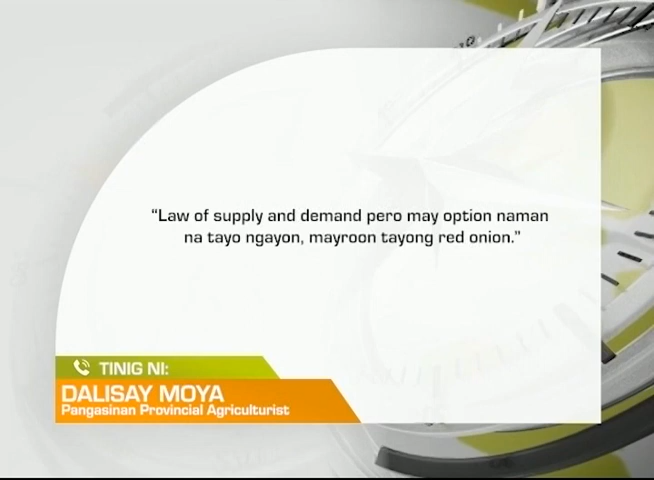 “Law of supply and demand pero may option naman
na tayo ngayon, mayroon tayong red onion.”
TINIG NI:
DALISAY MOYA
Pangasinan Provincial Agriculturist